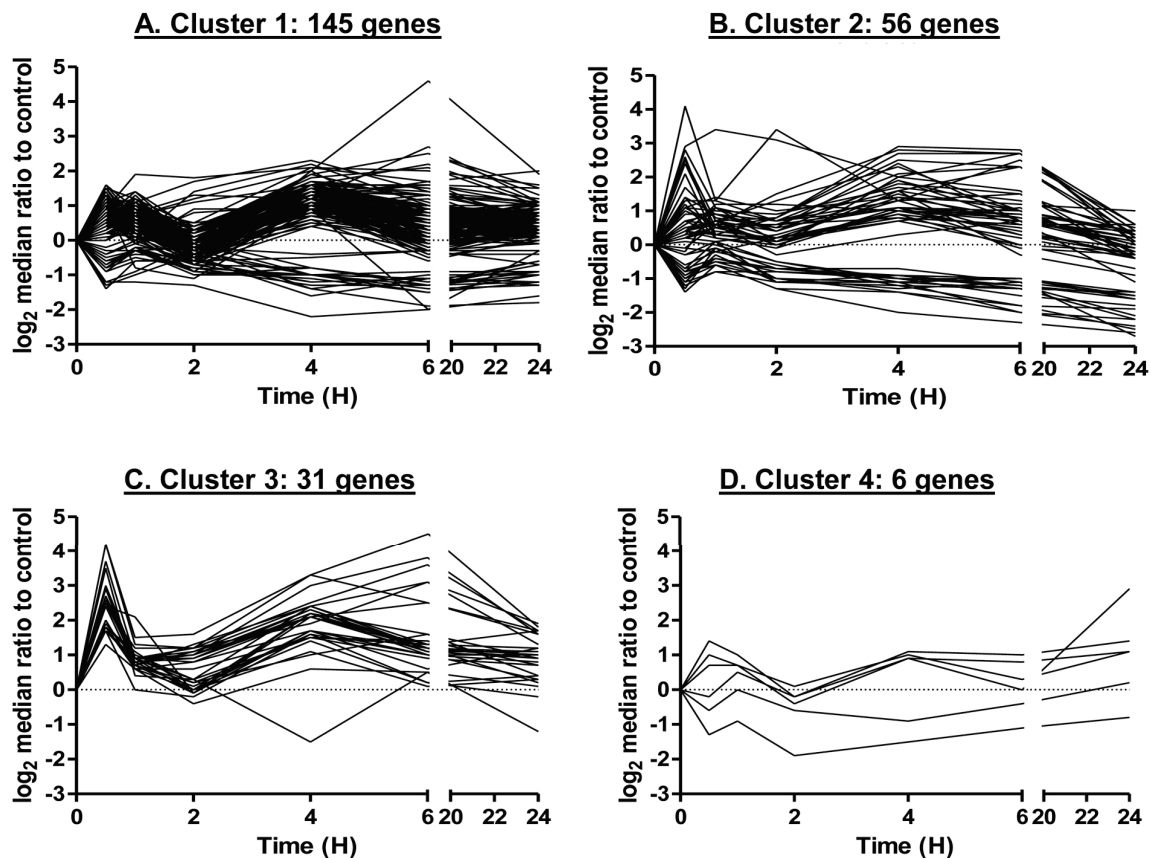 A. Cluster 1: 145 genes
log2 median ratio to control
5
4
3
2
1
0
-1
-2
-3
0 2 4 6 20 22 24
Time (H)
B. Cluster 2: 56 genes
log2 median ratio to control
5
4
3
2
1
0
-1
-2
-3
0 2 4 6 20 22 24
Time (H)
C. Cluster 3: 31 genes
log2 median ratio to control
5
4
3
2
1
0
-1
-2
-3
0 2 4 6 20 22 24
Time (H)
D. Cluster 4: 6 genes
log2 median ratio to control
5
4
3
2
1
0
-1
-2
-3
0 2 4 6 20 22 24
Time (H)